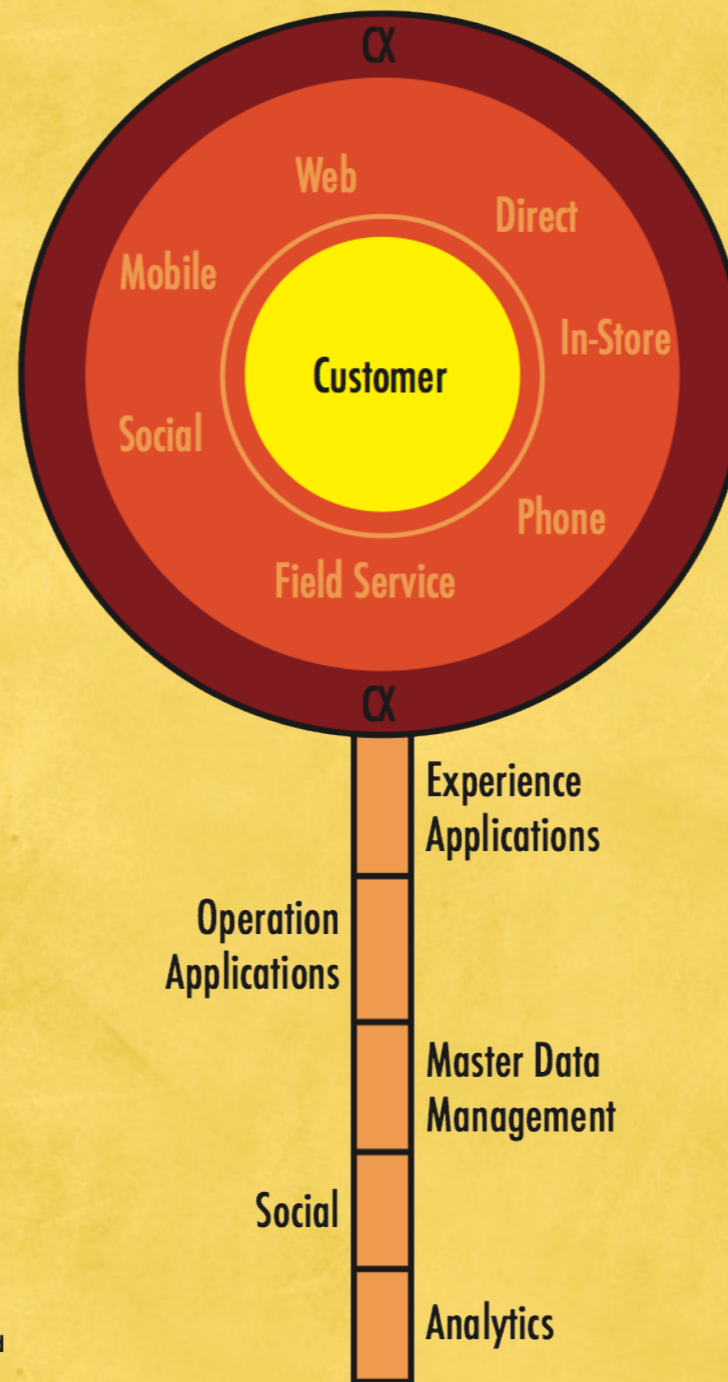 CX
Web
Direct
Mobile
In-Store
Customer
Social
Phone
Field Service
CX
Experience
Applications
Operation
Applications
Master Data
Management
Social
Analytics